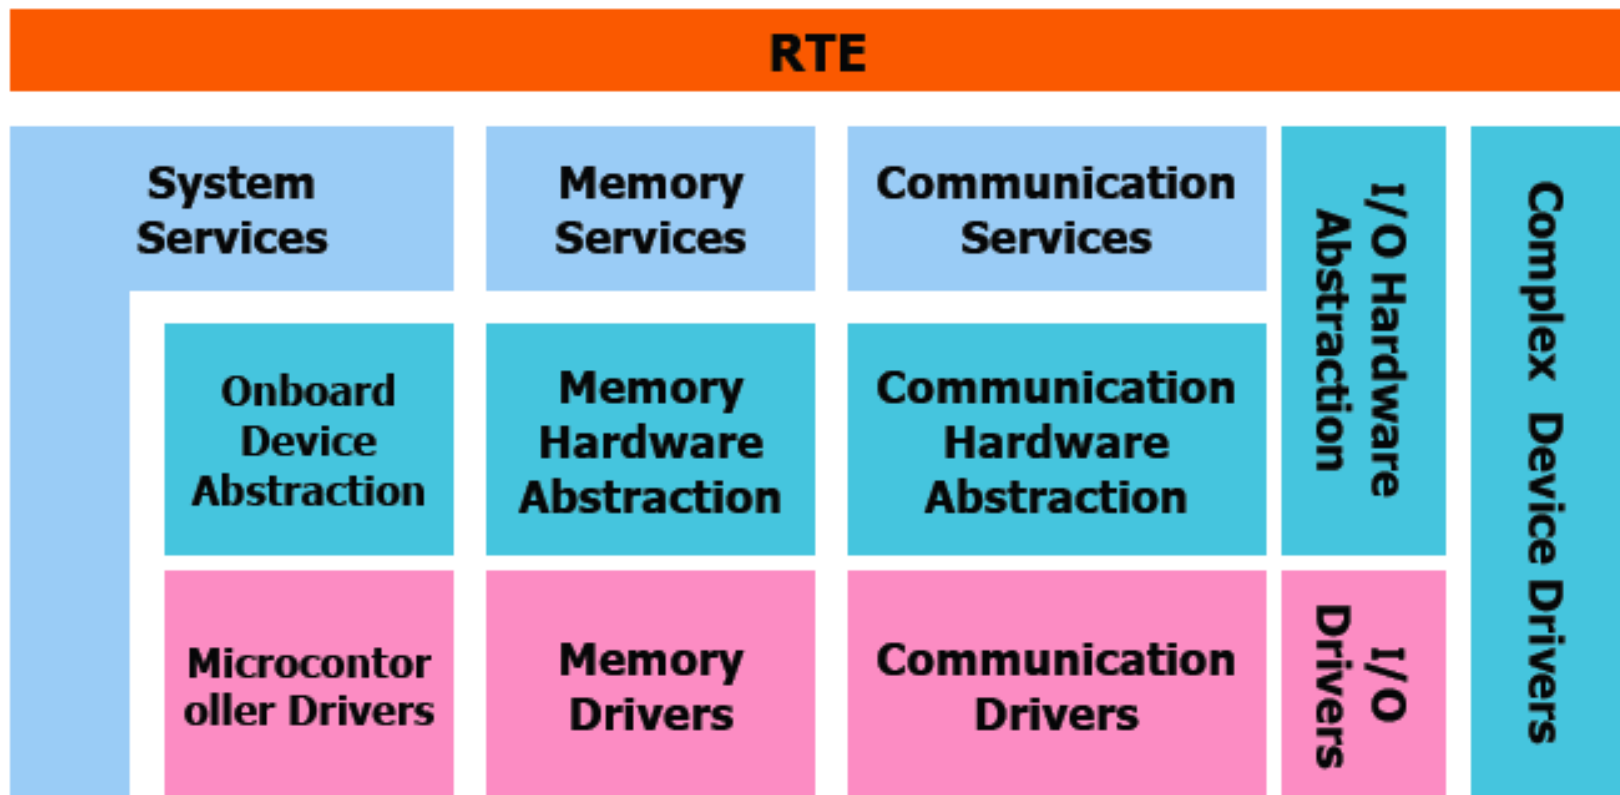 RTE
System
Services
Memory
Services
Communication
Services
I/O Hardware
Abstraction
Complex Device Drivers
Onboard
Device
Abstraction
Memory
Hardware
Abstraction
Communication
Hardware
Abstraction
Microcontor
oller Drivers
Memory
Drivers
Communication
Drivers
I/O
Drivers